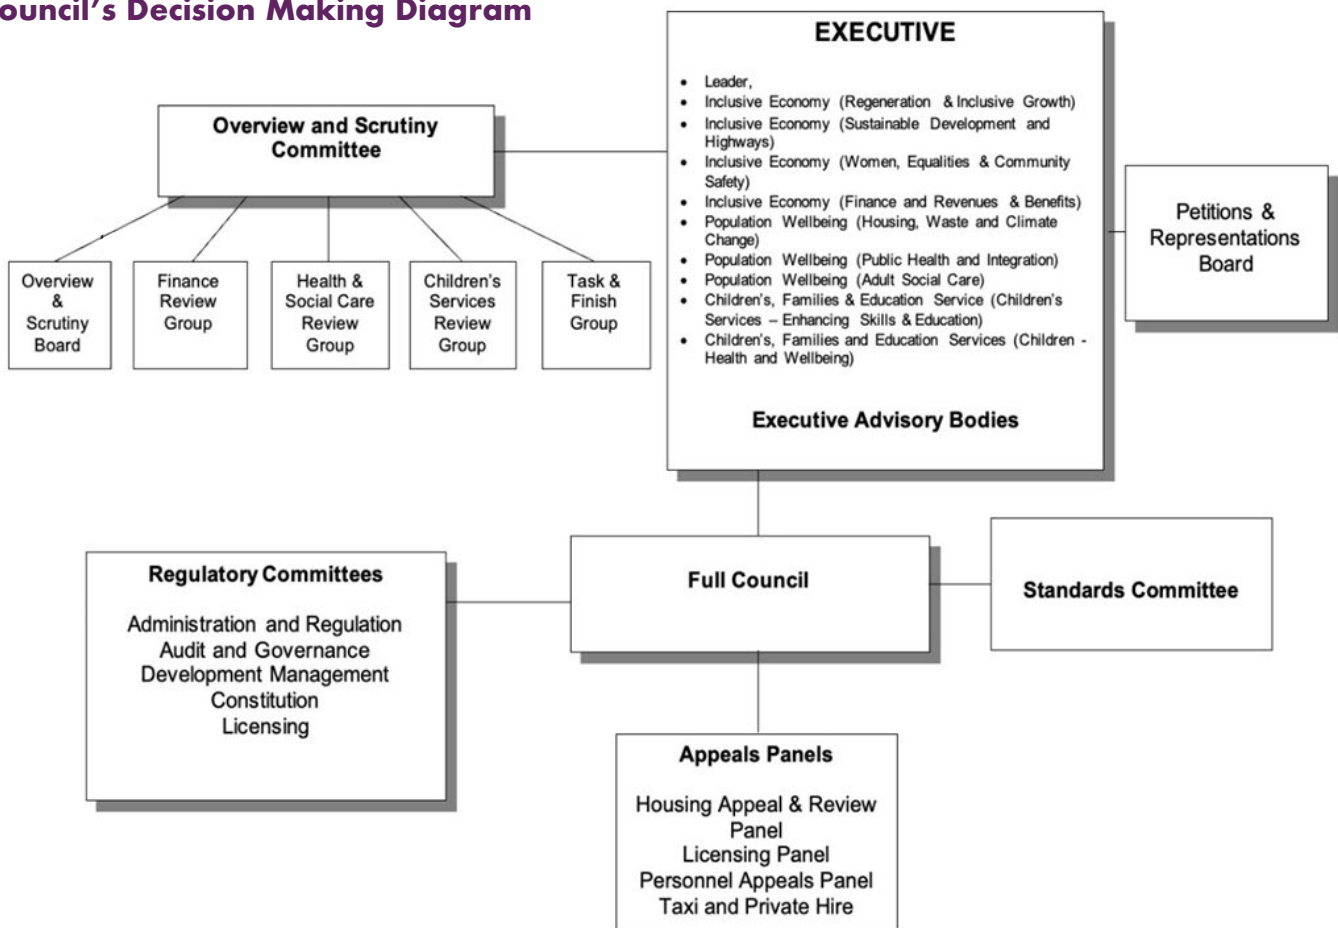 ouncil's Decision Making Diagram
EXECUTIVE
• Leader,
• Inclusive Economy (Regeneration & Inclusive Growth)
• Inclusive Economy (Sustainable Development and
Highways)
• Inclusive Economy (Women, Equalities & Community
Safety)
• Inclusive Economy (Finance and Revenues & Benefits)
• Population Wellbeing (Housing, Waste and Climate
Change)
• Population Wellbeing (Public Health and Integration)
• Population Wellbeing (Adult Social Care)
• Children's, Families & Education Service (Children's
Services – Enhancing Skills & Education)
• Children's, Families and Education Services (Children -
Health and Wellbeing)
Executive Advisory Bodies
Overview and Scrutiny
Committee
Overview
&
Scrutiny
Board
Finance
Review
Group
Health &
Social Care
Review
Group
Children's
Services
Review
Group
Task &
Finish
Group
Petitions &
Representations
Board
Regulatory Committees
Administration and Regulation
Audit and Governance
Development Management
Constitution
Licensing
Full Council
Standards Committee
Appeals Panels
Housing Appeal & Review
Panel
Licensing Panel
Personnel Appeals Panel
Taxi and Private Hire